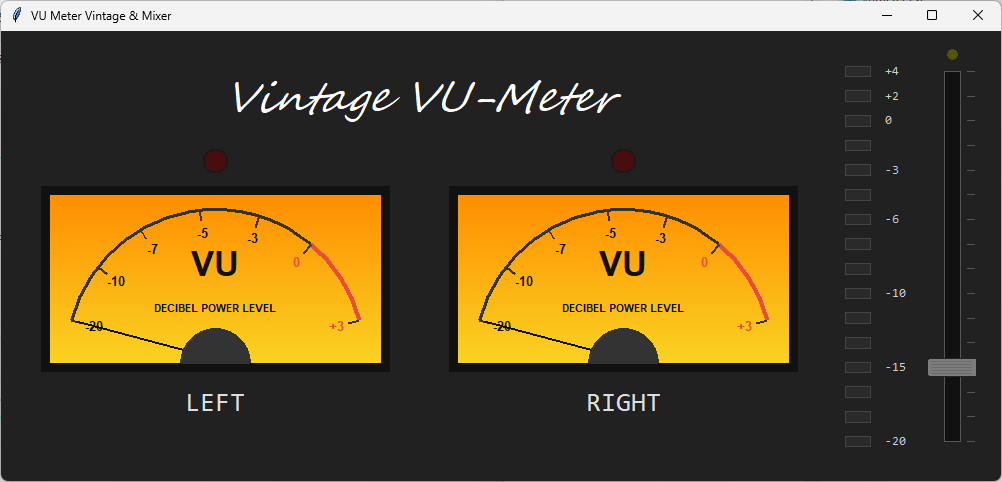 VU Meter Vintage & Mixer
Vintage VU-Meter
-20
-10
-7
-5
-3
0
+3
VU
DECIBEL POWER LEVEL
LEFT
-20
-10
-7
-5
-3
0
+3
VU
DECIBEL POWER LEVEL
RIGHT
+4
+2
0
-3
-6
-10
-15
-20